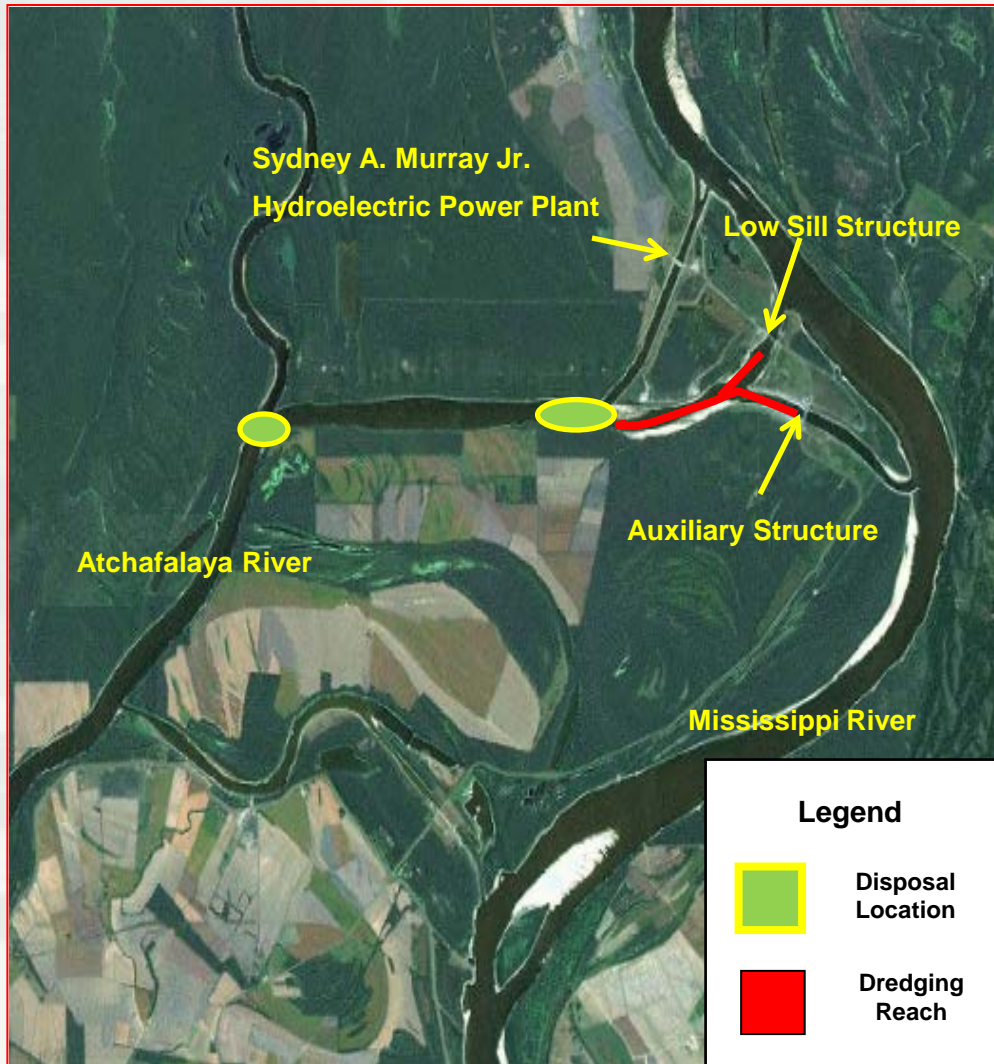 Sydney A. Murray Jr.
Hydroelectric Power Plant
Low Sill Structure
Auxiliary Structure
Atchafalaya River
Mississippi River
Legend
Disposal
Location
Dredging
Reach